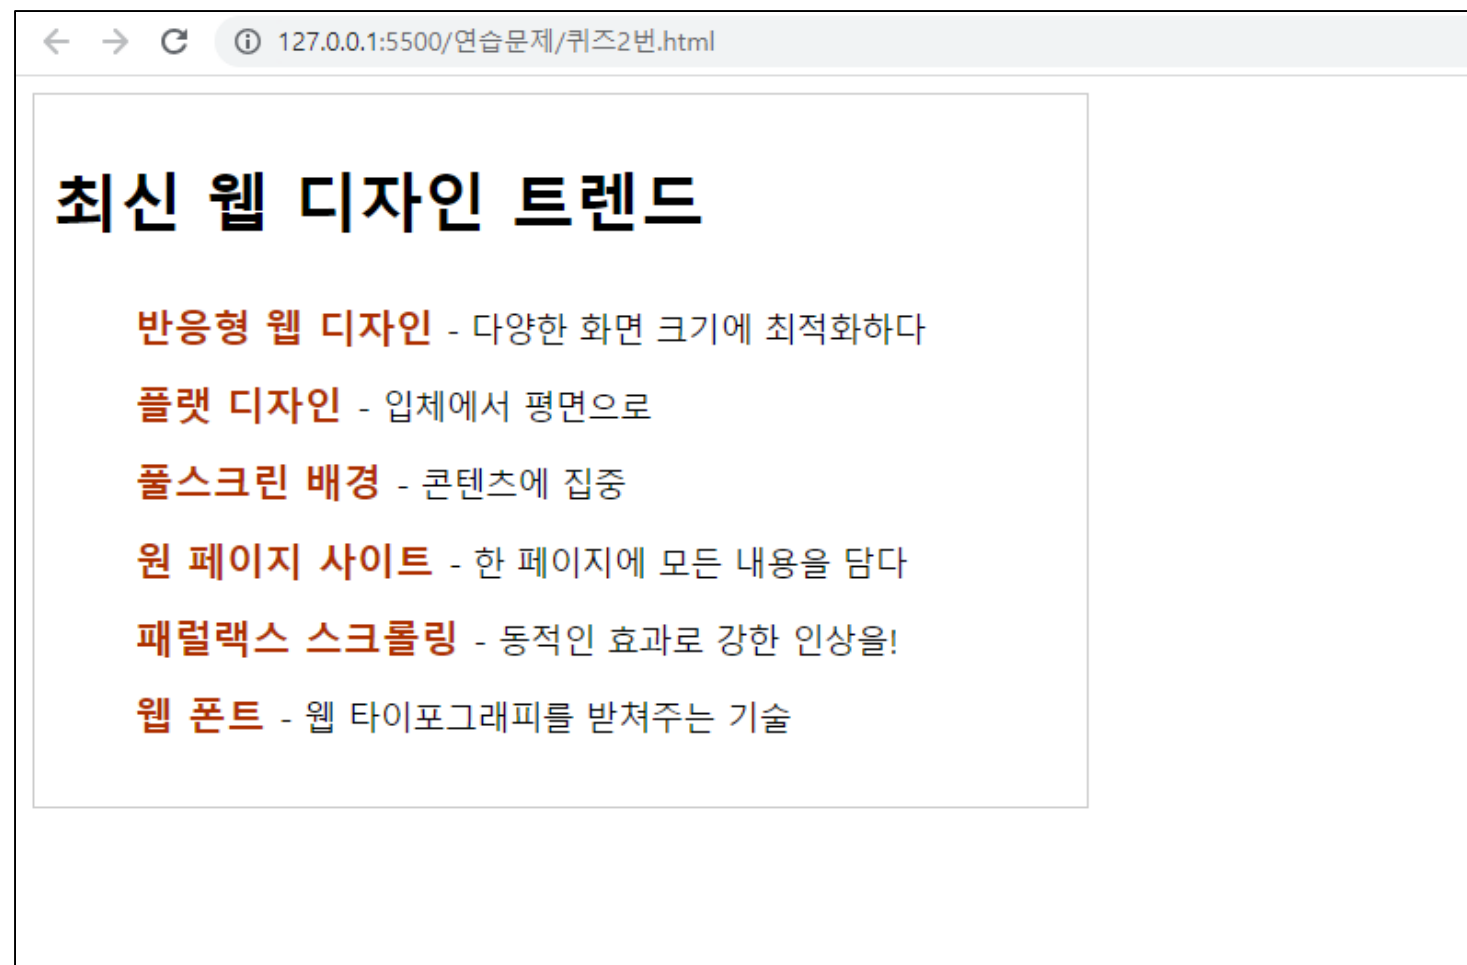 127.0.0.1:5500/연습문제/퀴즈2번.html
최신 웹 디자인 트렌드
반응형 웹 디자인 - 다양한 화면 크기에 최적화하다
플랫 디자인 - 입체에서 평면으로
풀스크린 배경 - 콘텐츠에 집중
원 페이지 사이트 - 한 페이지에 모든 내용을 담다
패럴랙스 스크롤링 - 동적인 효과로 강한 인상을!
웹 폰트 - 웹 타이포그래피를 받쳐주는 기술